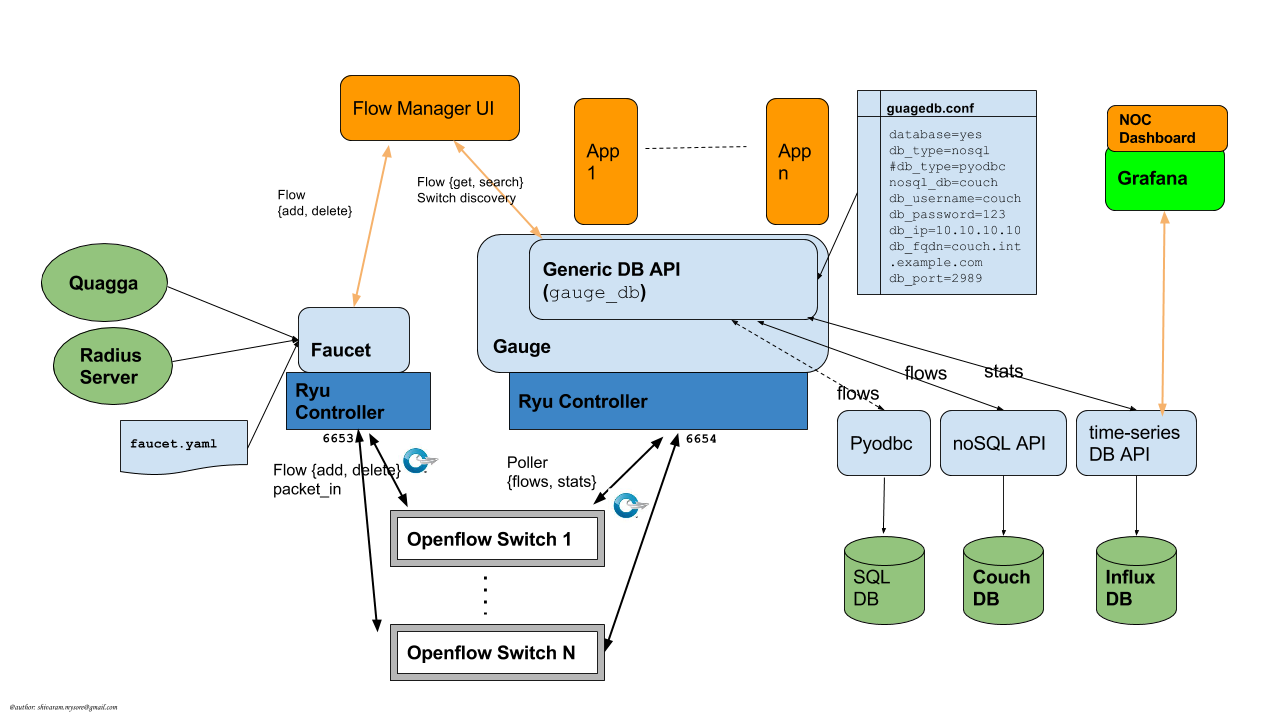 Flow Manager UI
App
1
App
n
guagedb.conf
database=yes
db_type=nosql
#db_type=pyodbc
nosql_db=couch
db_username=couch
db_password=123
db_ip=10.10.10.10
db_fqdn=couch.int
.example.com
db_port=2989
NOC
Dashboard
Grafana
Flow
{add, delete}
Flow {get, search}
Switch discovery
Quagga
Radius
Server
faucet.yaml
Faucet
Ryu
Controller
6653
Generic DB API
(gauge_db)
Gauge
Ryu Controller
6654
flows
flows
stats
Pyodbc
noSQL API
time-series
DB API
Flow {add, delete}
packet_in
Poller
{flows, stats}
Openflow Switch 1
Openflow Switch N
SQL
DB
Couch
DB
Influx
DB
@author: shivaram.mysore@gmail.com